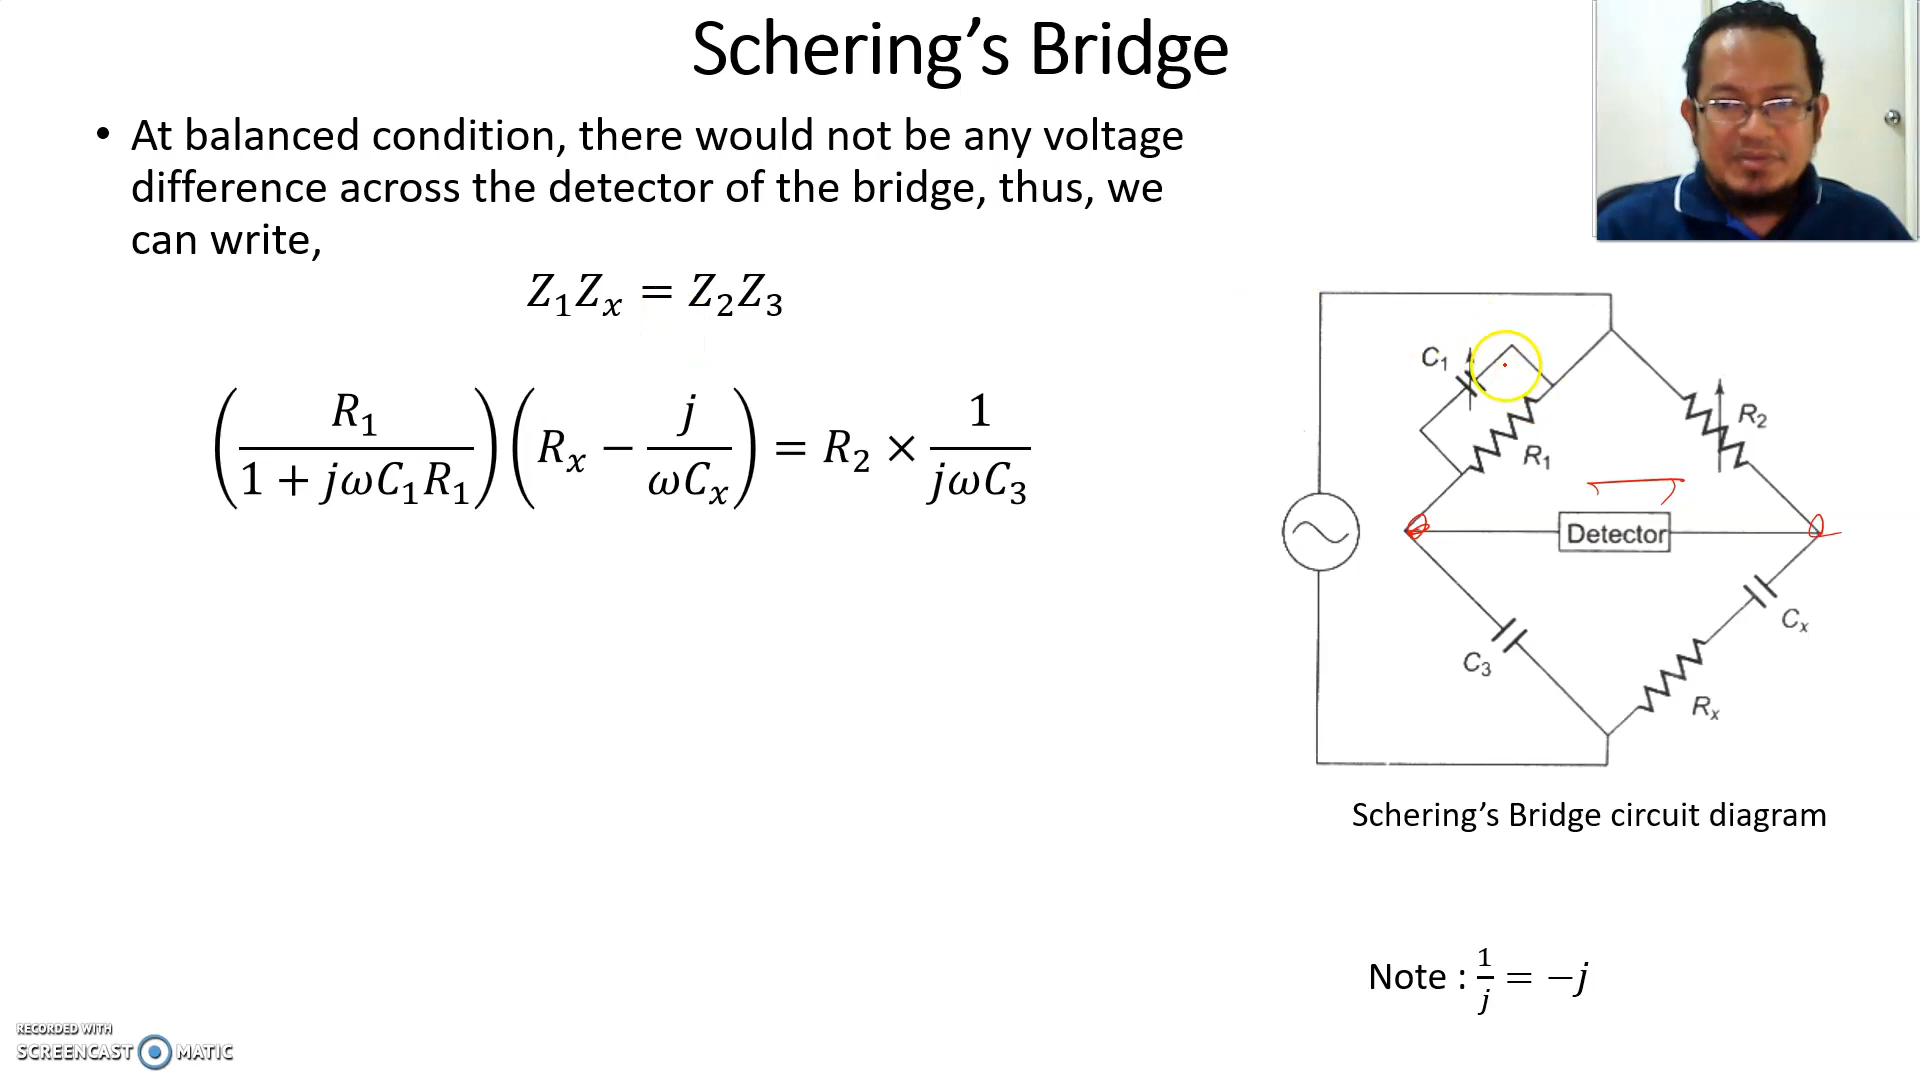 Schering’s Bridge
• At balanced condition, there would not be any voltage
difference across the detector of the bridge, thus, we
can write,
Z₁Zₓ = Z₂Z₃
(R₁/(1 + jωC₁R₁))(Rₓ − j/(ωCₓ)) = R₂ × 1/(jωC₃)
C₁
R₁
R₂
Detector
C₃
Cₓ
Rₓ
Schering’s Bridge circuit diagram
Note : 1/j = −j
RECORDED WITH
SCREENCAST MATIC